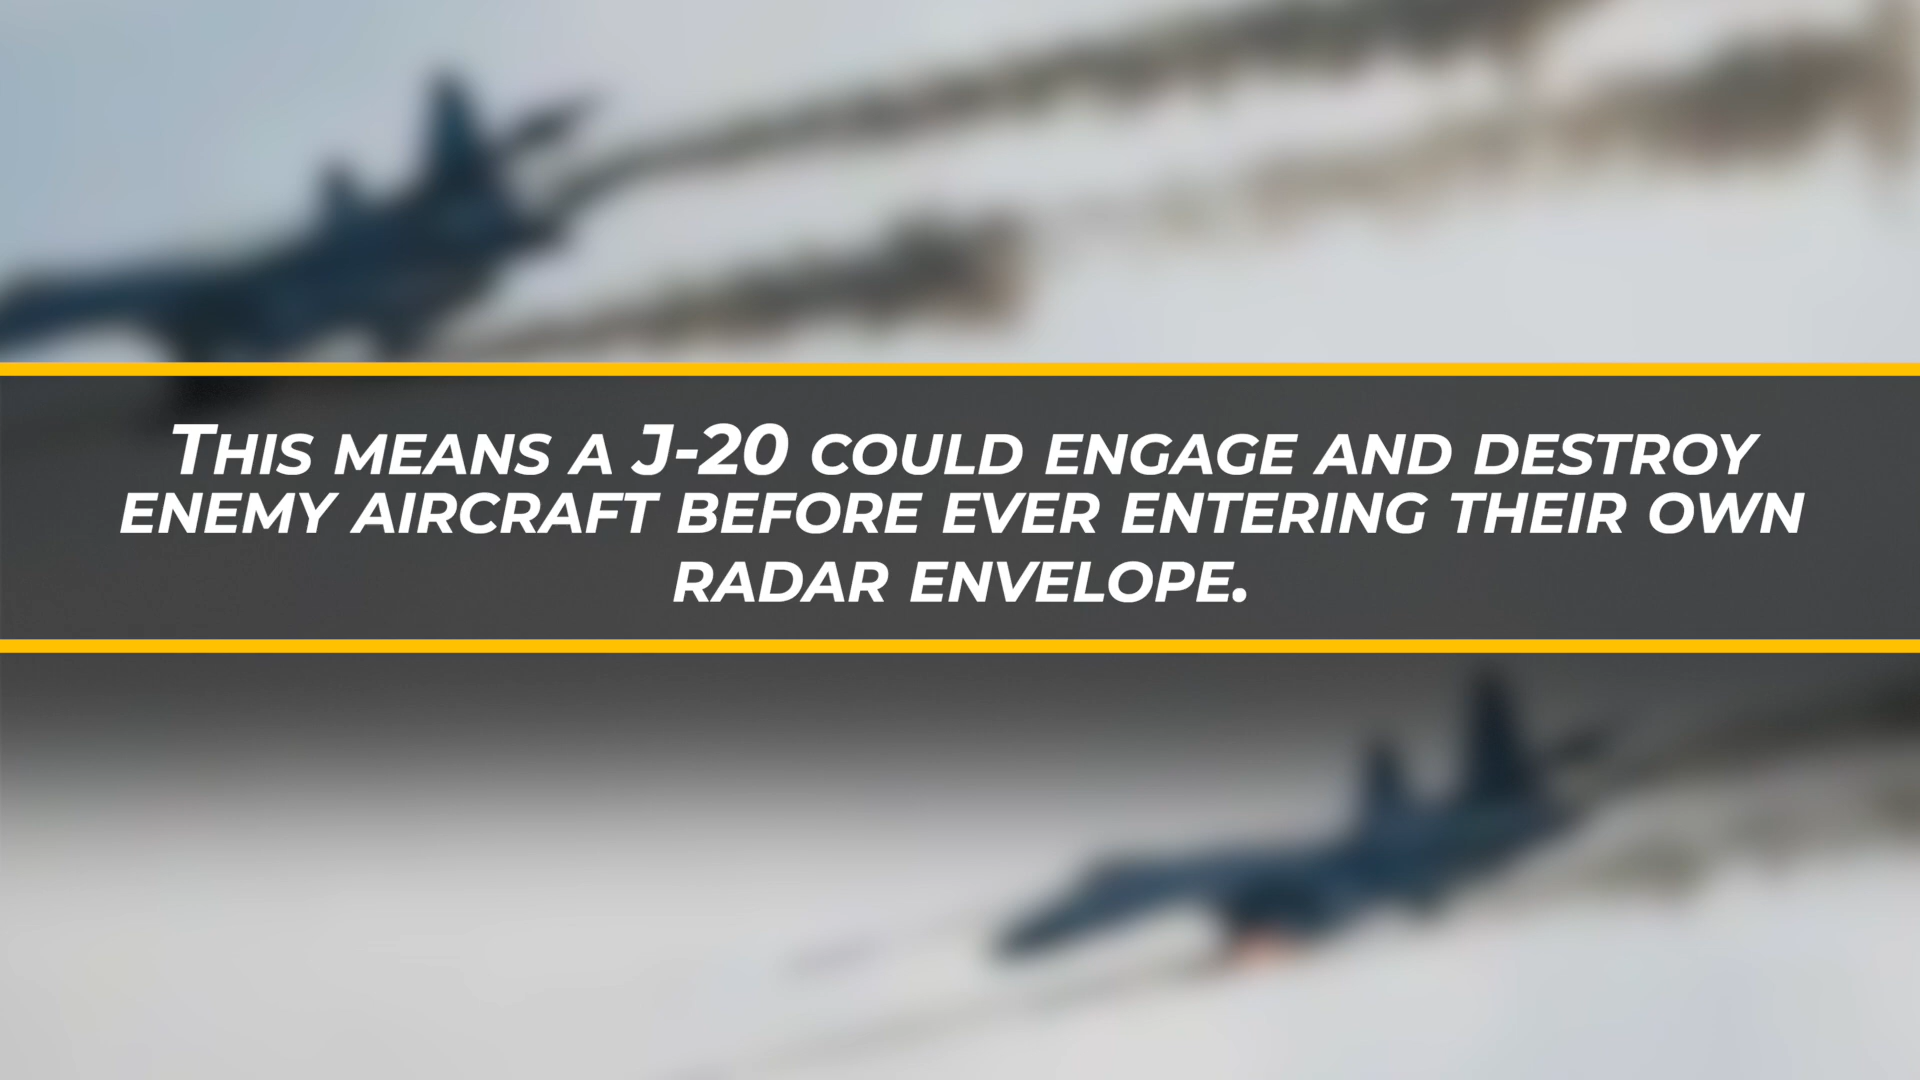 THIS MEANS A J-20 COULD ENGAGE AND DESTROY
ENEMY AIRCRAFT BEFORE EVER ENTERING THEIR OWN
RADAR ENVELOPE.